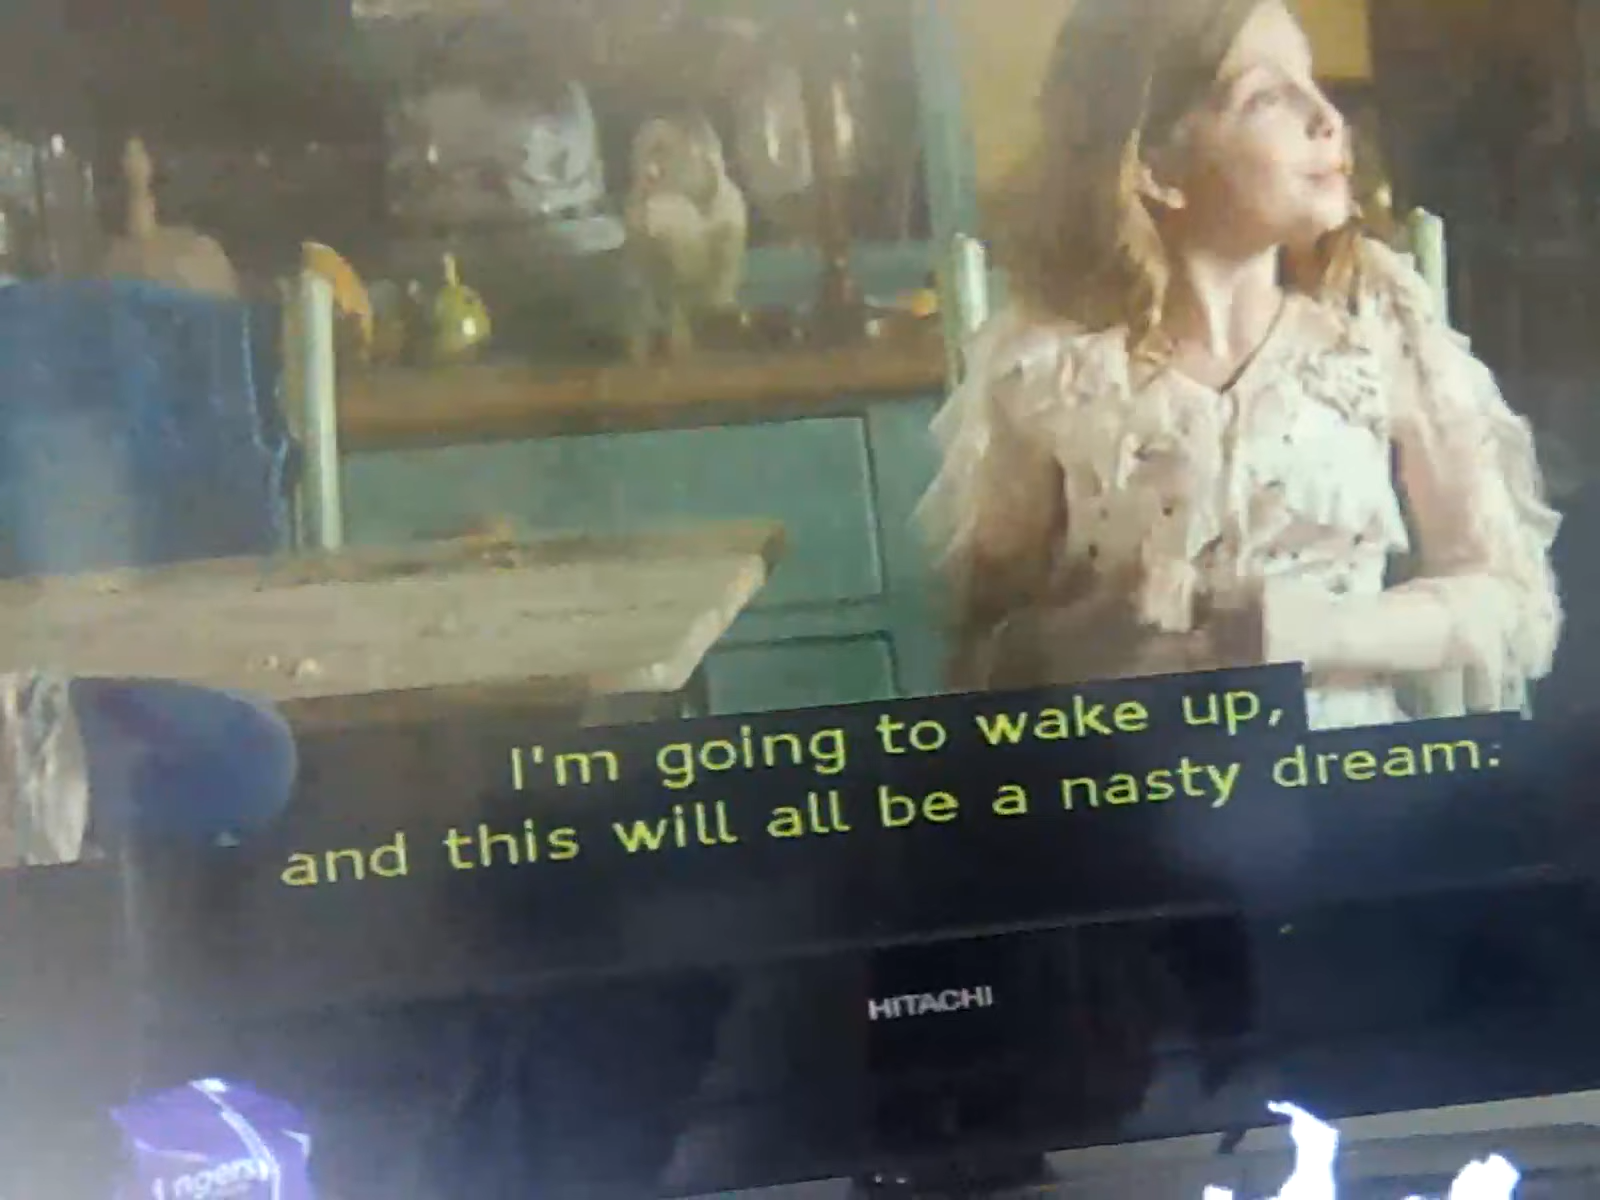 I'm going to wake up,
and this will all be a nasty dream.
HITACHI